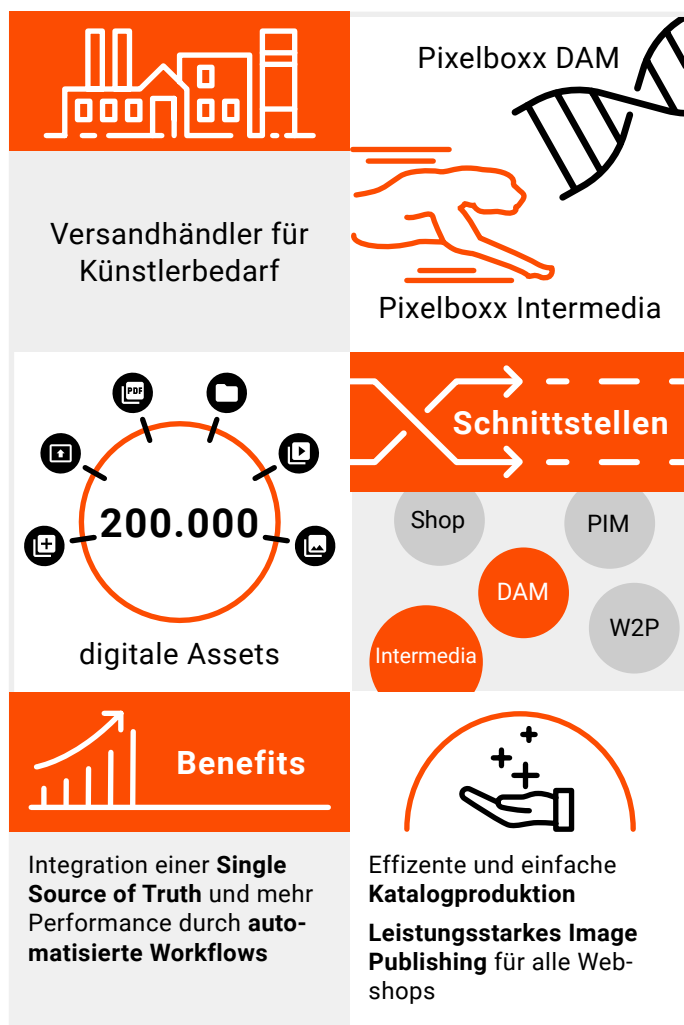 Pixelboxx DAM
Versandhändler für
Künstlerbedarf
Pixelboxx Intermedia
PDF
200.000
digitale Assets
Schnittstellen
Shop
PIM
DAM
W2P
Intermedia
Benefits
Integration einer Single
Source of Truth und mehr
Performance durch auto-
matisierte Workflows
Effizente und einfache
Katalogproduktion
Leistungsstarkes Image
Publishing für alle Web-
shops